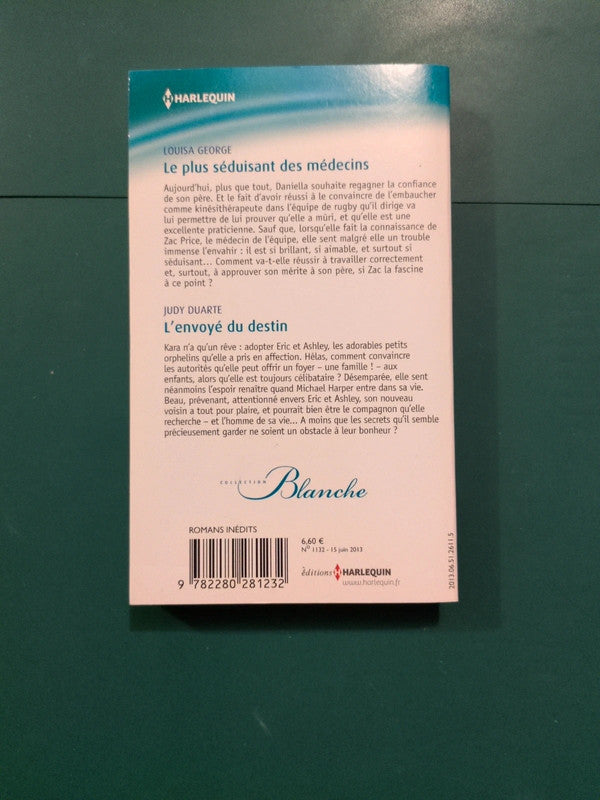 HARLEQUIN
LOUISA GEORGE
Le plus séduisant des médecins
Aujourd'hui, plus que tout, Daniella souhaite regagner la confiance
de son père. Et le fait d'avoir réussi à le convaincre de l'embaucher
comme kinésithérapeute dans l'équipe de rugby qu'il dirige va
lui permettre de lui prouver qu'elle a mûri, et qu'elle est une
excellente praticienne. Sauf que, lorsqu'elle fait la connaissance de
Zac Price, le médecin de l'équipe, elle sent malgré elle un trouble
immense l'envahir : il est si brillant, si aimable, et surtout si
séduisant... Comment va-t-elle réussir à travailler correctement
et, surtout, à approuver son mérite à son père, si Zac la fascine
à ce point ?
JUDY DUARTE
L'envoyé du destin
Kara n'a qu'un rêve : adopter Eric et Ashley, les adorables petits
orphelins qu'elle a pris en affection. Hélas, comment convaincre
les autorités qu'elle peut offrir un foyer – une famille ! – aux
enfants, alors qu'elle est toujours célibataire ? Désemparée, elle sent
néanmoins l'espoir renaître quand Michael Harper entre dans sa vie.
Beau, prévenant, attentionné envers Eric et Ashley, son nouveau
voisin a tout pour plaire, et pourrait bien être le compagnon qu'elle
recherche – et l'homme de sa vie... A moins que les secrets qu'il semble
précieusement garder ne soient un obstacle à leur bonheur ?
COLLECTION Blanche
ROMANS INÉDITS
6,60 €
N° 1132 - 15 juin 2013
9 782280 281232
éditions HARLEQUIN
www.harlequin.fr
2013.06.51.2611.5